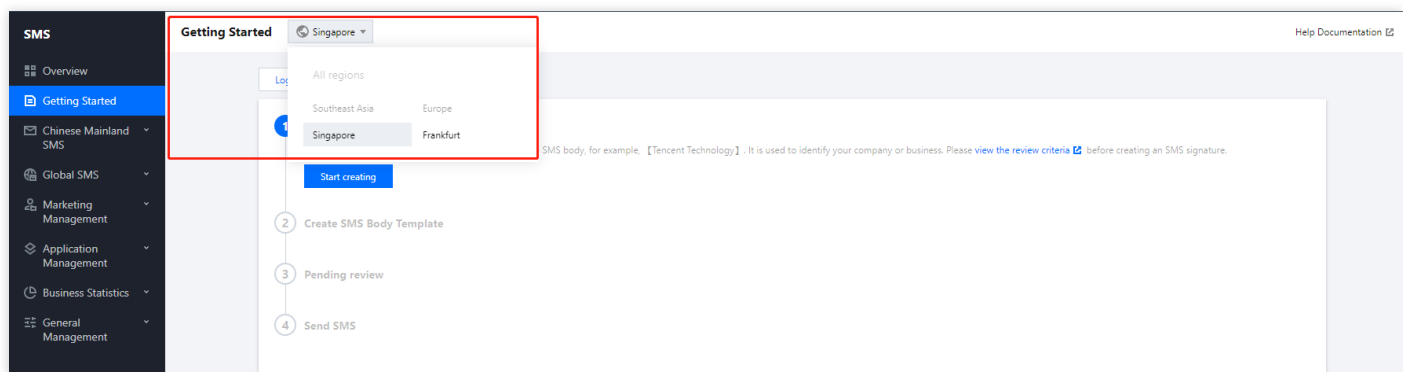 SMS
Getting Started
Singapore
Help Documentation
Overview
All regions
Getting Started
Southeast Asia
Europe
1
Chinese Mainland
SMS
Singapore
Frankfurt
SMS body, for example, 【Tencent Technology】. It is used to identify your company or business. Please view the review criteria before creating an SMS signature.
Global SMS
Start creating
Marketing
Management
2 Create SMS Body Template
Application
Management
3 Pending review
Business Statistics
General
Management
4 Send SMS